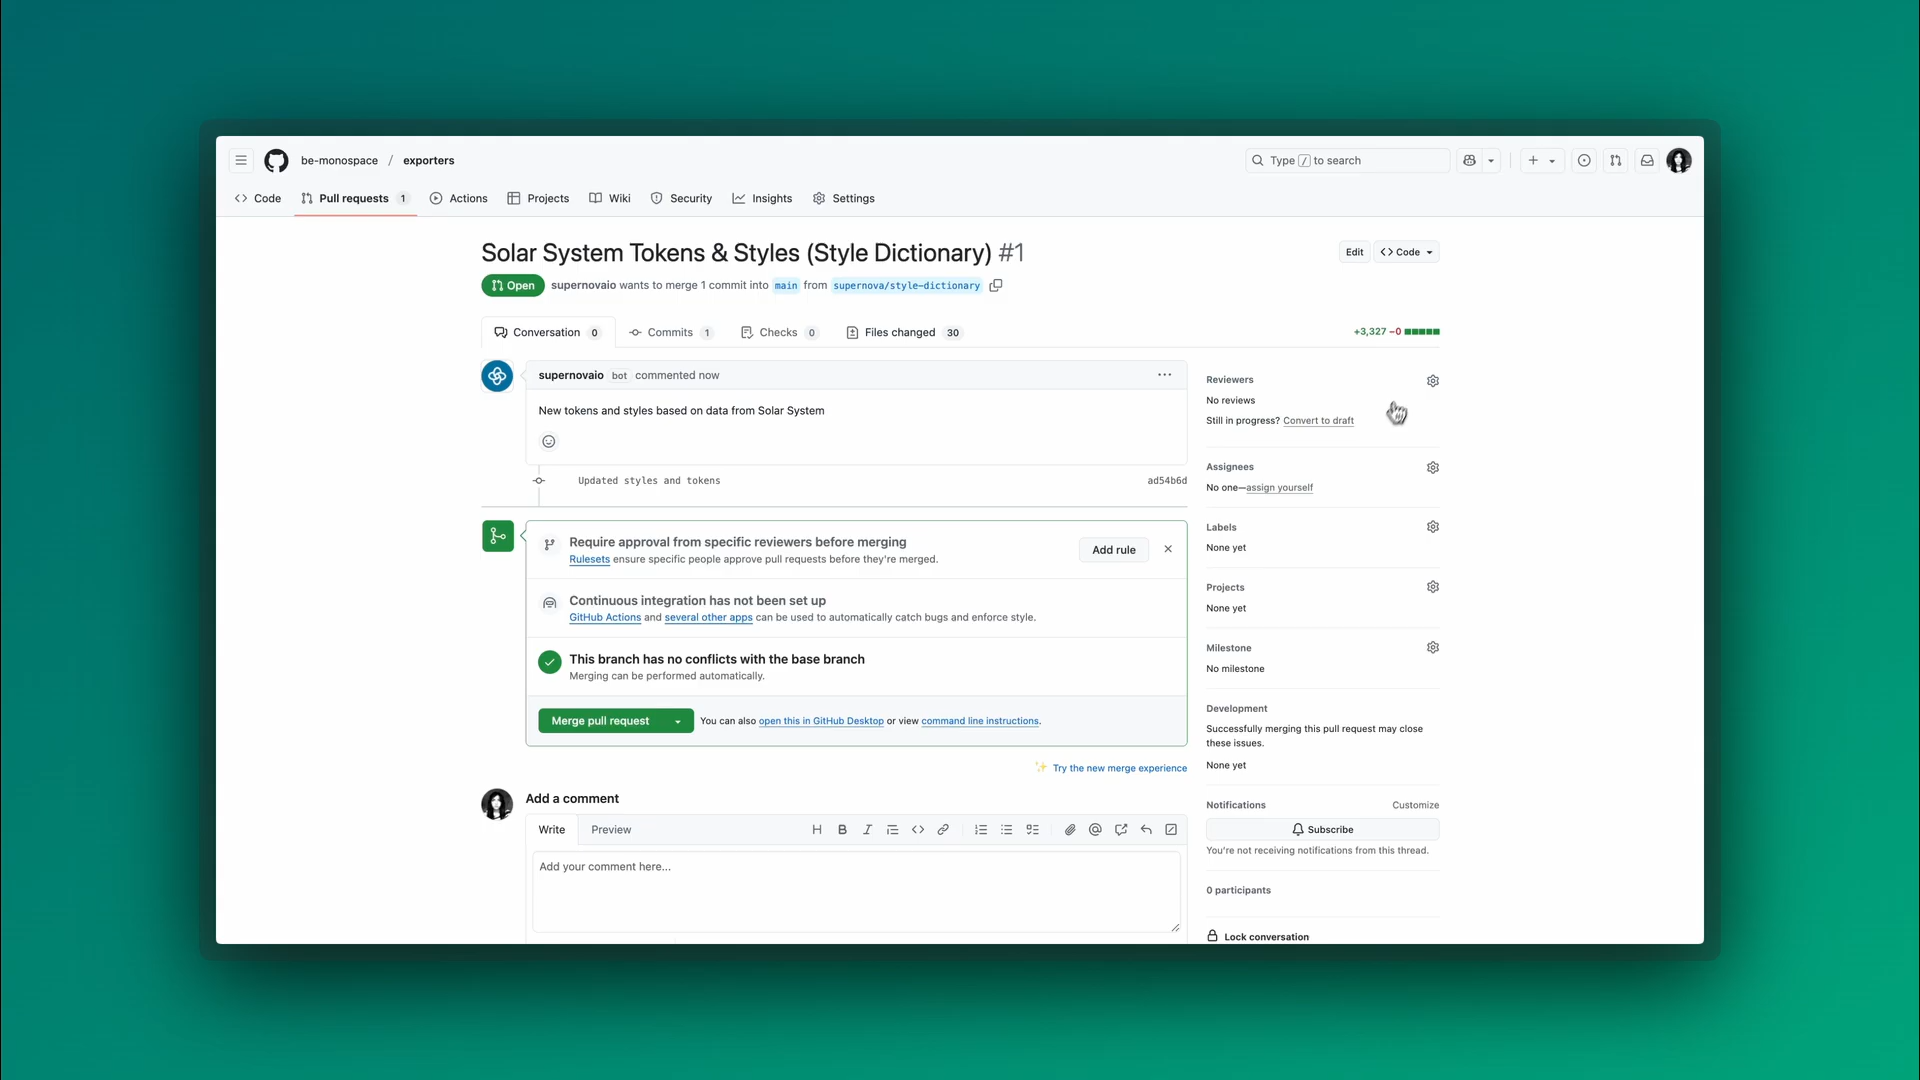 be-monospace / exporters
Type / to search
Code
Pull requests 1
Actions
Projects
Wiki
Security
Insights
Settings
Solar System Tokens & Styles (Style Dictionary) #1
Edit
Code
Open
supernovaio wants to merge 1 commit into main from supernova/style-dictionary
Conversation 0
Commits 1
Checks 0
Files changed 30
+3,327 −0
supernovaio bot commented now
New tokens and styles based on data from Solar System
Updated styles and tokens
ad54b6d
Require approval from specific reviewers before merging
Rulesets ensure specific people approve pull requests before they're merged.
Add rule
Continuous integration has not been set up
GitHub Actions and several other apps can be used to automatically catch bugs and enforce style.
This branch has no conflicts with the base branch
Merging can be performed automatically.
Merge pull request
You can also open this in GitHub Desktop or view command line instructions.
Try the new merge experience
Add a comment
Write
Preview
Add your comment here...
Reviewers
No reviews
Still in progress? Convert to draft
Assignees
No one—assign yourself
Labels
None yet
Projects
None yet
Milestone
No milestone
Development
Successfully merging this pull request may close
these issues.
None yet
Notifications
Customize
Subscribe
You're not receiving notifications from this thread.
0 participants
Lock conversation